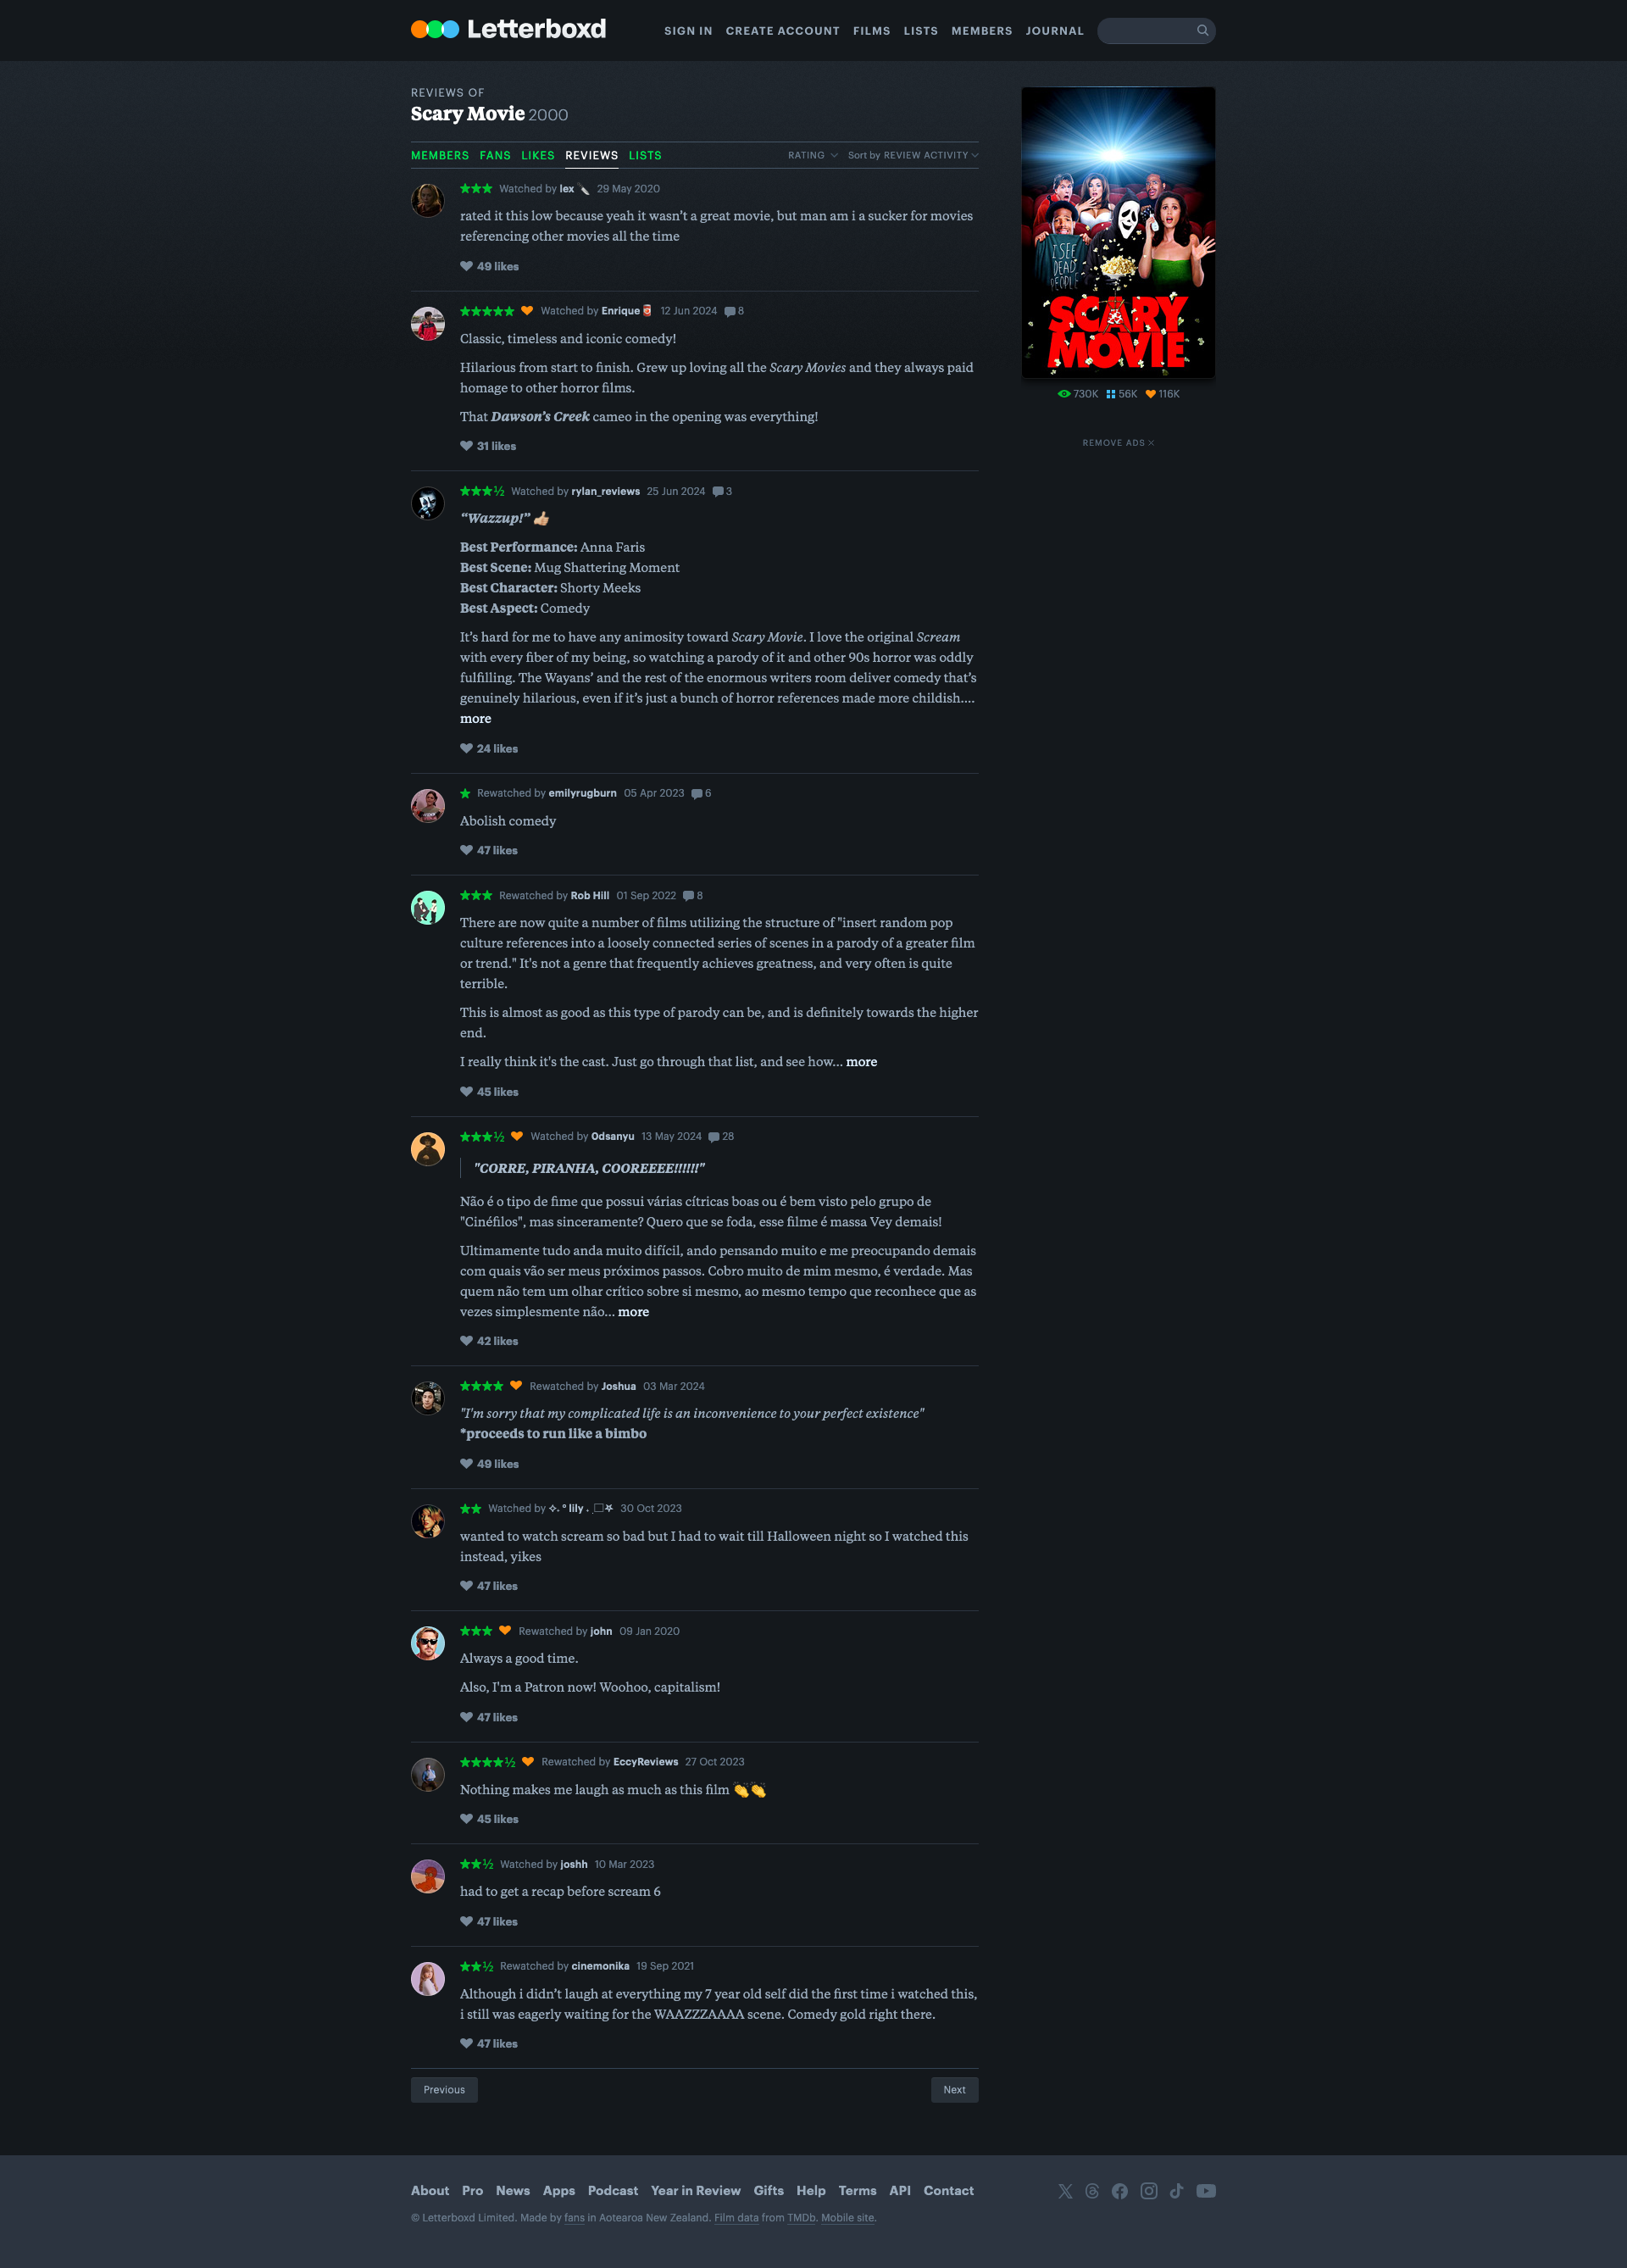 Letterboxd
SIGN IN CREATE ACCOUNT FILMS LISTS MEMBERS JOURNAL
REVIEWS OF
Scary Movie 2000
MEMBERS FANS LIKES REVIEWS LISTS
RATING Sort by REVIEW ACTIVITY
★★★ Watched by lex 🔪 29 May 2020
rated it this low because yeah it wasn't a great movie, but man am i a sucker for movies
referencing other movies all the time
49 likes
★★★★★ Watched by Enrique 12 Jun 2024 8
Classic, timeless and iconic comedy!
Hilarious from start to finish. Grew up loving all the Scary Movies and they always paid
homage to other horror films.
That Dawson's Creek cameo in the opening was everything!
31 likes
★★★½ Watched by rylan_reviews 25 Jun 2024 3
“Wazzup!” 👍🏼
Best Performance: Anna Faris
Best Scene: Mug Shattering Moment
Best Character: Shorty Meeks
Best Aspect: Comedy
It’s hard for me to have any animosity toward Scary Movie. I love the original Scream
with every fiber of my being, so watching a parody of it and other 90s horror was oddly
fulfilling. The Wayans’ and the rest of the enormous writers room deliver comedy that’s
genuinely hilarious, even if it’s just a bunch of horror references made more childish.…
more
24 likes
★ Rewatched by emilyrugburn 05 Apr 2023 6
Abolish comedy
47 likes
★★★ Rewatched by Rob Hill 01 Sep 2022 8
There are now quite a number of films utilizing the structure of "insert random pop
culture references into a loosely connected series of scenes in a parody of a greater film
or trend." It's not a genre that frequently achieves greatness, and very often is quite
terrible.
This is almost as good as this type of parody can be, and is definitely towards the higher
end.
I really think it's the cast. Just go through that list, and see how… more
45 likes
★★★½ Watched by 0dsanyu 13 May 2024 28
"CORRE, PIRANHA, COOREEEE!!!!!!"
Não é o tipo de fime que possui várias cítricas boas ou é bem visto pelo grupo de
"Cinéfilos", mas sinceramente? Quero que se foda, esse filme é massa Vey demais!
Ultimamente tudo anda muito difícil, ando pensando muito e me preocupando demais
com quais vão ser meus próximos passos. Cobro muito de mim mesmo, é verdade. Mas
quem não tem um olhar crítico sobre si mesmo, ao mesmo tempo que reconhece que as
vezes simplesmente não… more
42 likes
★★★★ Rewatched by Joshua 03 Mar 2024
"I'm sorry that my complicated life is an inconvenience to your perfect existence"
*proceeds to run like a bimbo
49 likes
★★ Watched by lily 30 Oct 2023
wanted to watch scream so bad but I had to wait till Halloween night so I watched this
instead, yikes
47 likes
★★★ Rewatched by john 09 Jan 2020
Always a good time.
Also, I'm a Patron now! Woohoo, capitalism!
47 likes
★★★★½ Rewatched by EccyReviews 27 Oct 2023
Nothing makes me laugh as much as this film 👏👏
45 likes
★★½ Watched by joshh 10 Mar 2023
had to get a recap before scream 6
47 likes
★★½ Rewatched by cinemonika 19 Sep 2021
Although i didn’t laugh at everything my 7 year old self did the first time i watched this,
i still was eagerly waiting for the WAAZZZAAAA scene. Comedy gold right there.
47 likes
Previous Next
I SEE
DEAD
PEOPLE
SCARY
MOVIE
730K 56K 116K
REMOVE ADS
About Pro News Apps Podcast Year in Review Gifts Help Terms API Contact
© Letterboxd Limited. Made by fans in Aotearoa New Zealand. Film data from TMDb. Mobile site.